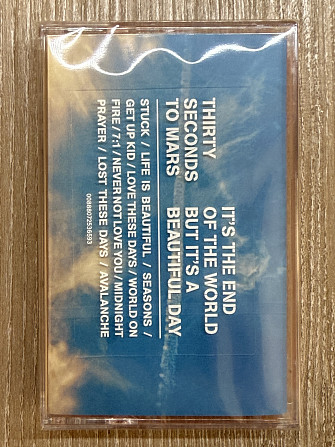 THIRTY
SECONDS
TO MARS
IT'S THE END
OF THE WORLD
BUT IT'S A
BEAUTIFUL DAY
STUCK / LIFE IS BEAUTIFUL / SEASONS /
GET UP KID / LOVE THESE DAYS / WORLD ON
FIRE / 7:1 / NEVER NOT LOVE YOU / MIDNIGHT
PRAYER / LOST THESE DAYS / AVALANCHE
00888072536593